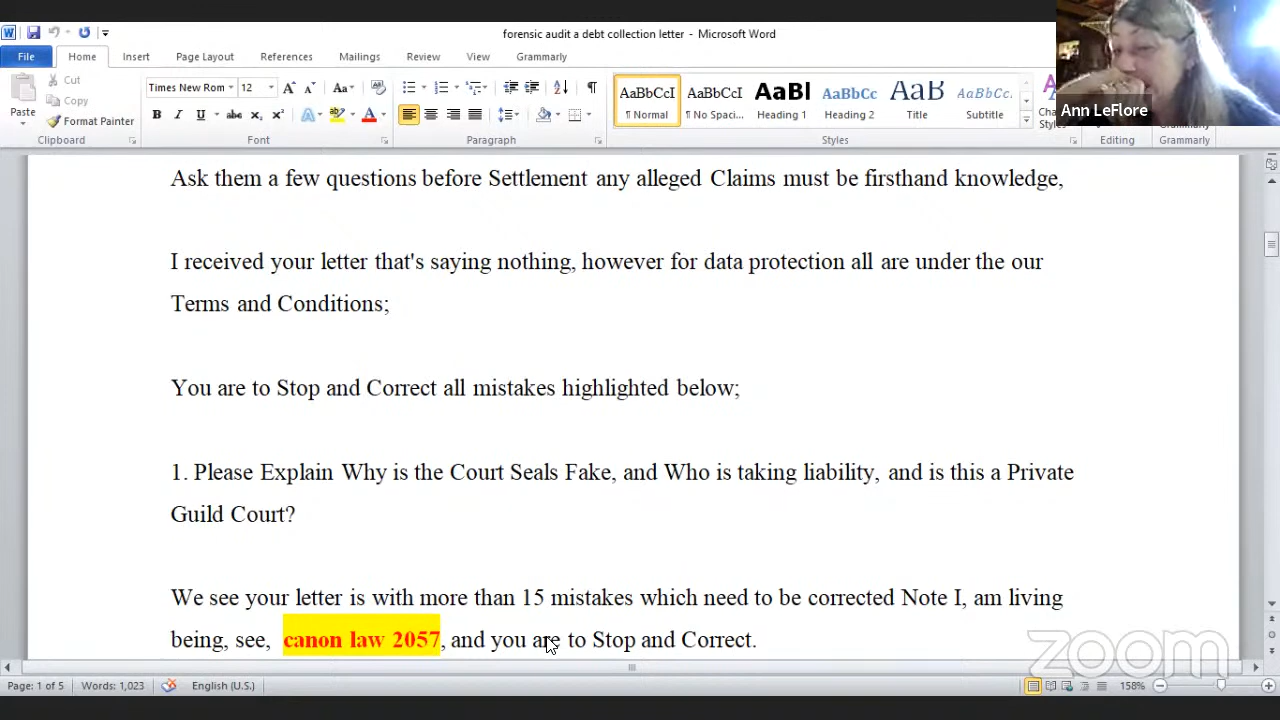 forensic audit a debt collection letter - Microsoft Word
File Home Insert Page Layout References Mailings Review View Grammarly
Paste
Cut
Copy
Format Painter
Clipboard
Times New Rom 12
Font
Paragraph
AaBbCcI AaBbCcI AaBl AaBbCc AaB AaBbCc.
¶ Normal ¶ No Spaci... Heading 1 Heading 2 Title Subtitle
Styles
Styles
Editing
Grammarly
Ann LeFlore
Ask them a few questions before Settlement any alleged Claims must be firsthand knowledge,
I received your letter that's saying nothing, however for data protection all are under the our
Terms and Conditions;
You are to Stop and Correct all mistakes highlighted below;
1. Please Explain Why is the Court Seals Fake, and Who is taking liability, and is this a Private
Guild Court?
We see your letter is with more than 15 mistakes which need to be corrected Note I, am living
being, see, canon law 2057, and you are to Stop and Correct.
zoom
Page: 1 of 5 Words: 1,023 English (U.S.) 158%